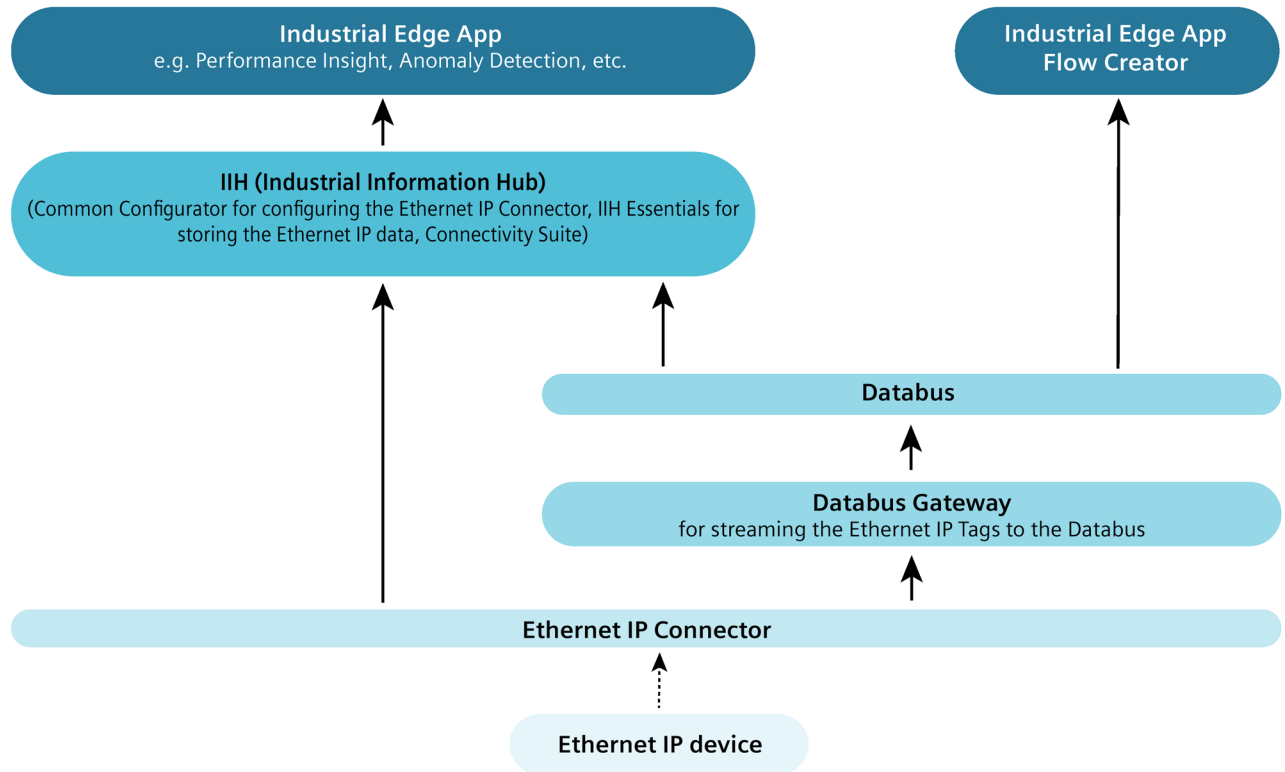 Industrial Edge App
e.g. Performance Insight, Anomaly Detection, etc.
Industrial Edge App
Flow Creator
IIH (Industrial Information Hub)
(Common Configurator for configuring the Ethernet IP Connector, IIH Essentials for
storing the Ethernet IP data, Connectivity Suite)
Databus
Databus Gateway
for streaming the Ethernet IP Tags to the Databus
Ethernet IP Connector
Ethernet IP device